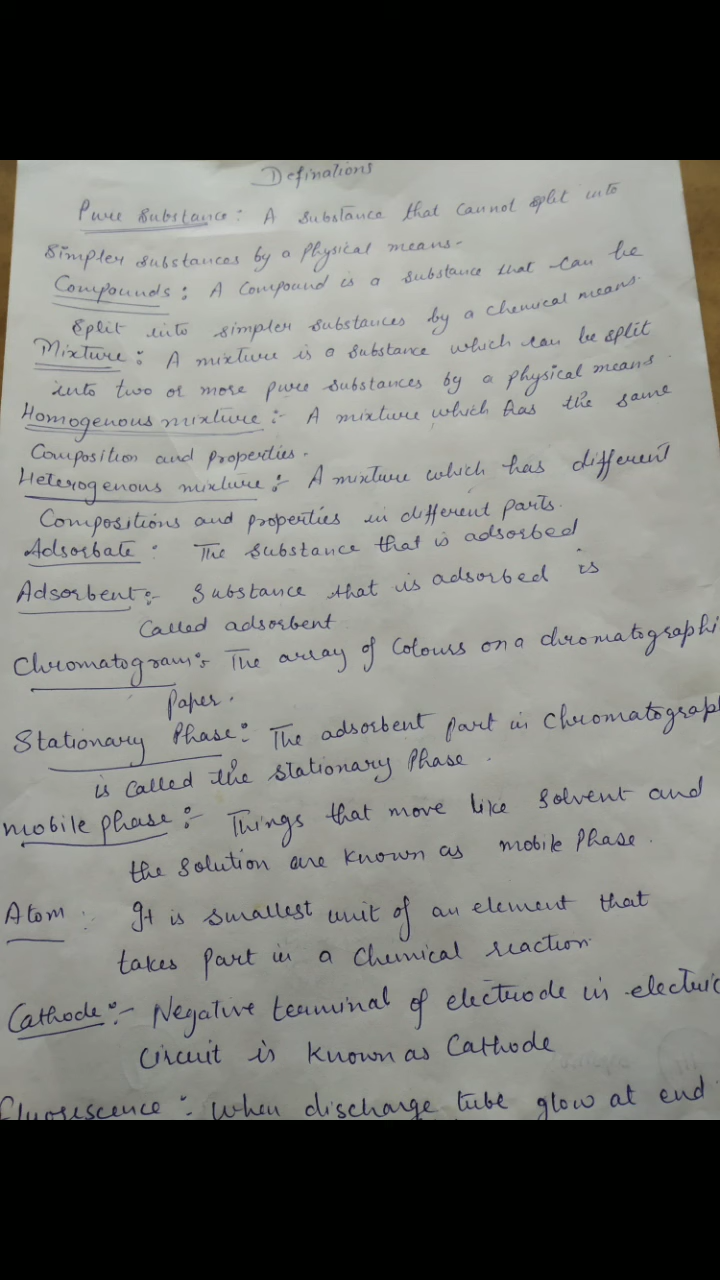 Definations
Pure Substance: A substance that cannot split into
Simpler substances by a physical means-
Compounds: A Compound is a substance that can be
Split into simpler substances by a chemical means.
Mixture: A mixture is a substance which can be split
into two or more pure substances by a physical means.
Homogenous mixture:- A mixture which has the same
Composition and properties.
Heterogenous mixture:- A mixture which has different
Compositions and properties in different parts.
Adsorbate: The substance that is adsorbed
Adsorbent:- Substance that is adsorbed is
Called adsorbent
Chromatogram:- The array of Colours on a chromatographi
Paper.
Stationary Phase: The adsorbent part in Chromatograp
is called the stationary Phase.
mobile phase:- Things that move like Solvent and
the solution are known as mobile Phase.
Atom: It is smallest unit of an element that
takes part in a Chemical reaction.
Cathode:- Negative terminal of electrode in electric
Circuit is known as Cathode
Fluorescence: When discharge tube glow at end